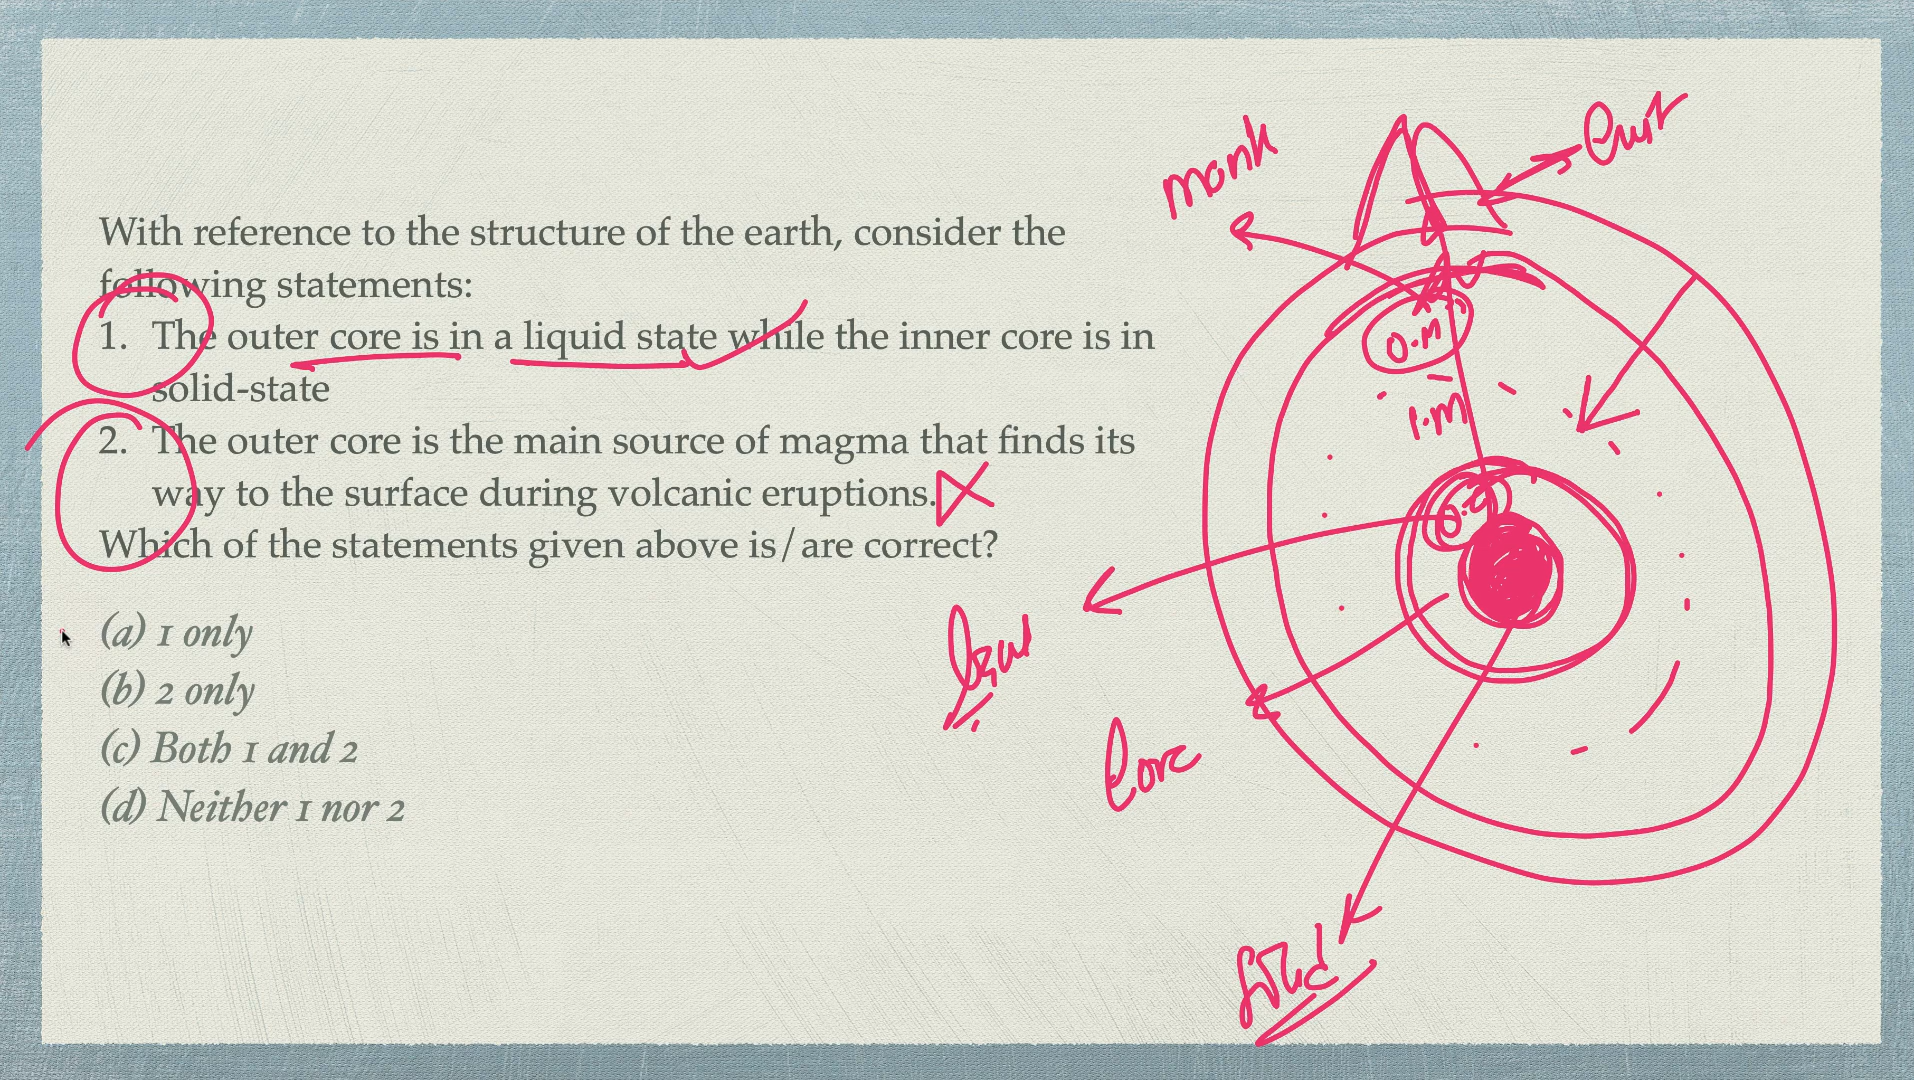 With reference to the structure of the earth, consider the
following statements:
1. The outer core is in a liquid state while the inner core is in
solid-state
2. The outer core is the main source of magma that finds its
way to the surface during volcanic eruptions.
Which of the statements given above is/are correct?
(a) 1 only
(b) 2 only
(c) Both 1 and 2
(d) Neither 1 nor 2
O.M
I.M
Core